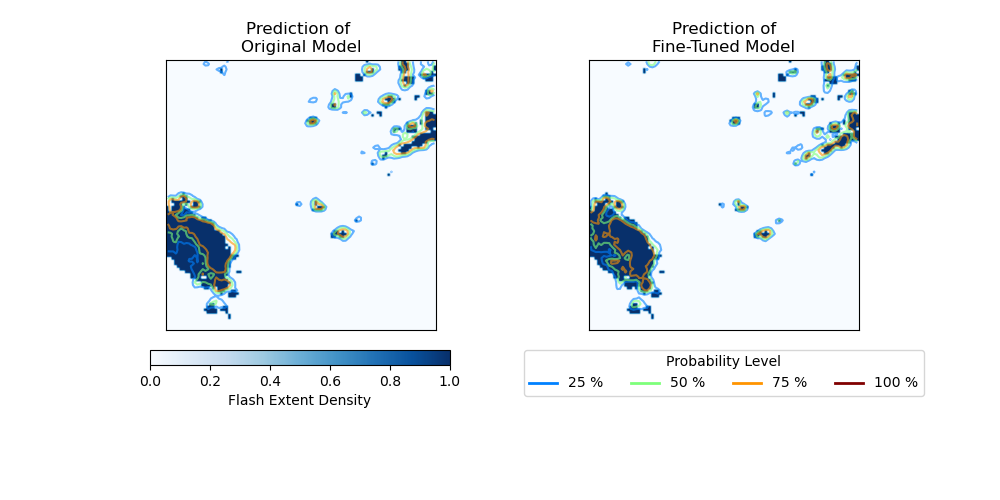 Prediction of
Original Model
Prediction of
Fine-Tuned Model
0.0 0.2 0.4 0.6 0.8 1.0
Flash Extent Density
Probability Level
25 % 50 % 75 % 100 %